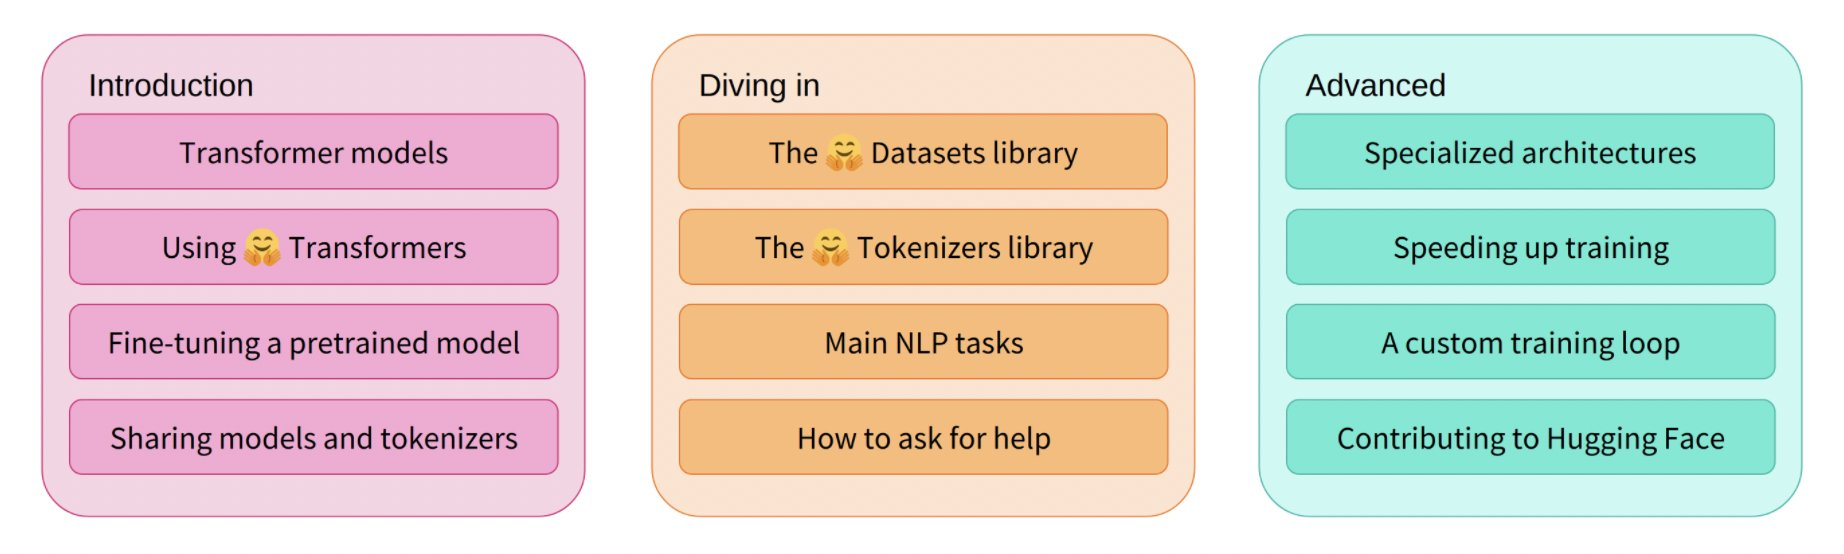 Introduction
Transformer models
Using 🤗 Transformers
Fine-tuning a pretrained model
Sharing models and tokenizers
Diving in
The 🤗 Datasets library
The 🤗 Tokenizers library
Main NLP tasks
How to ask for help
Advanced
Specialized architectures
Speeding up training
A custom training loop
Contributing to Hugging Face